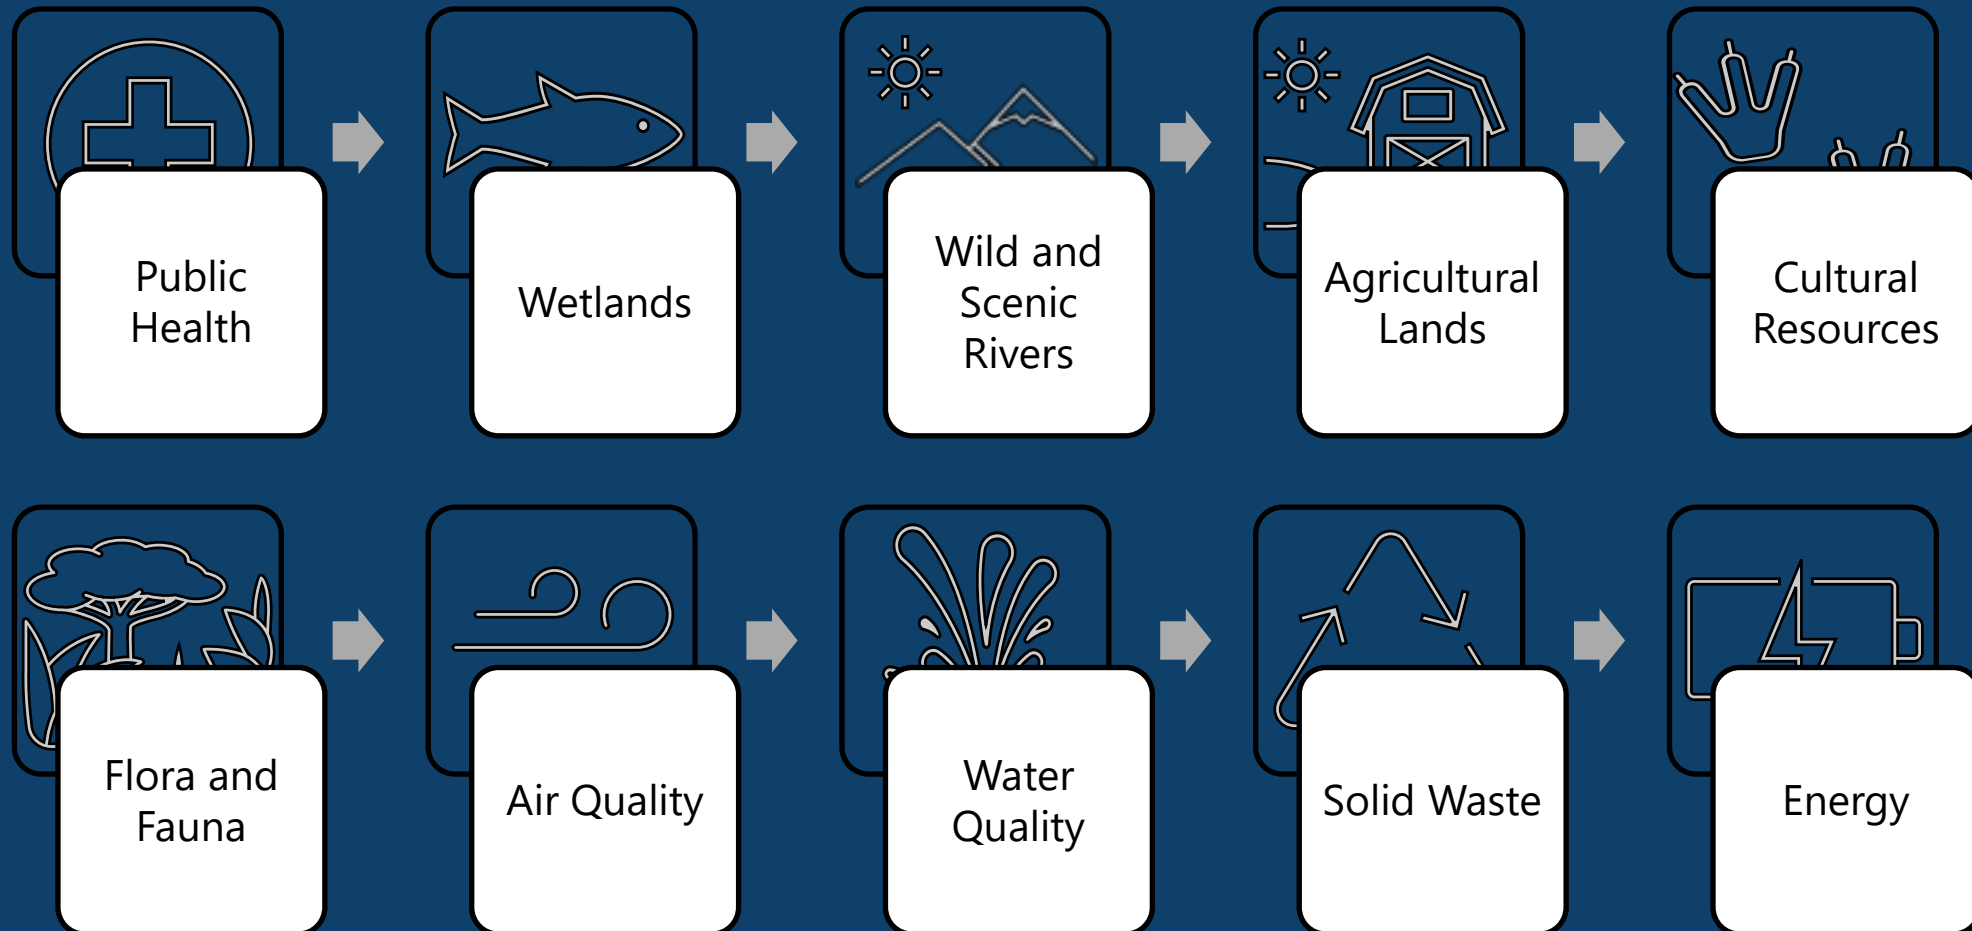 Public
Health
Wetlands
Wild and
Scenic
Rivers
Agricultural
Lands
Cultural
Resources
Flora and
Fauna
Air Quality
Water
Quality
Solid Waste
Energy